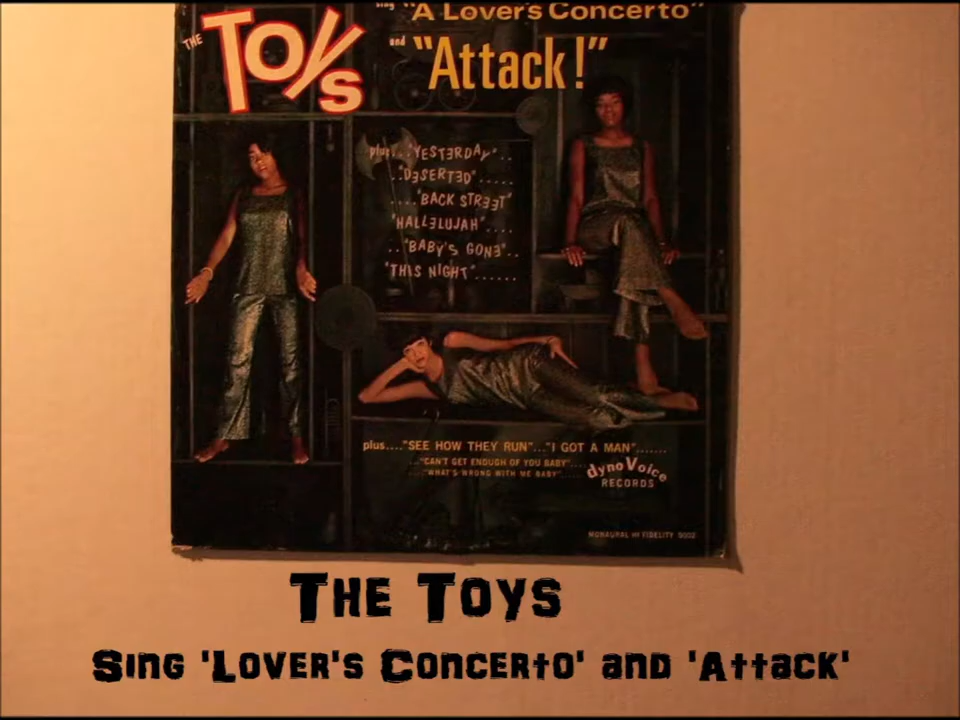 THE TOYS
sing "A Lover's Concerto"
and "Attack!"
plus..."YESTERDAY"..
.."DESERTED".....
...."BACK STREET"
"HALLELUJAH"....
.."BABY'S GONE"..
"THIS NIGHT"......
plus...."SEE HOW THEY RUN"..."I GOT A MAN".......
..."CAN'T GET ENOUGH OF YOU BABY"....
..."WHAT'S WRONG WITH ME BABY".....
dynoVoice
RECORDS
MONAURAL HI FIDELITY 9002
THE TOYS
SING 'LOVER'S CONCERTO' AND 'ATTACK'